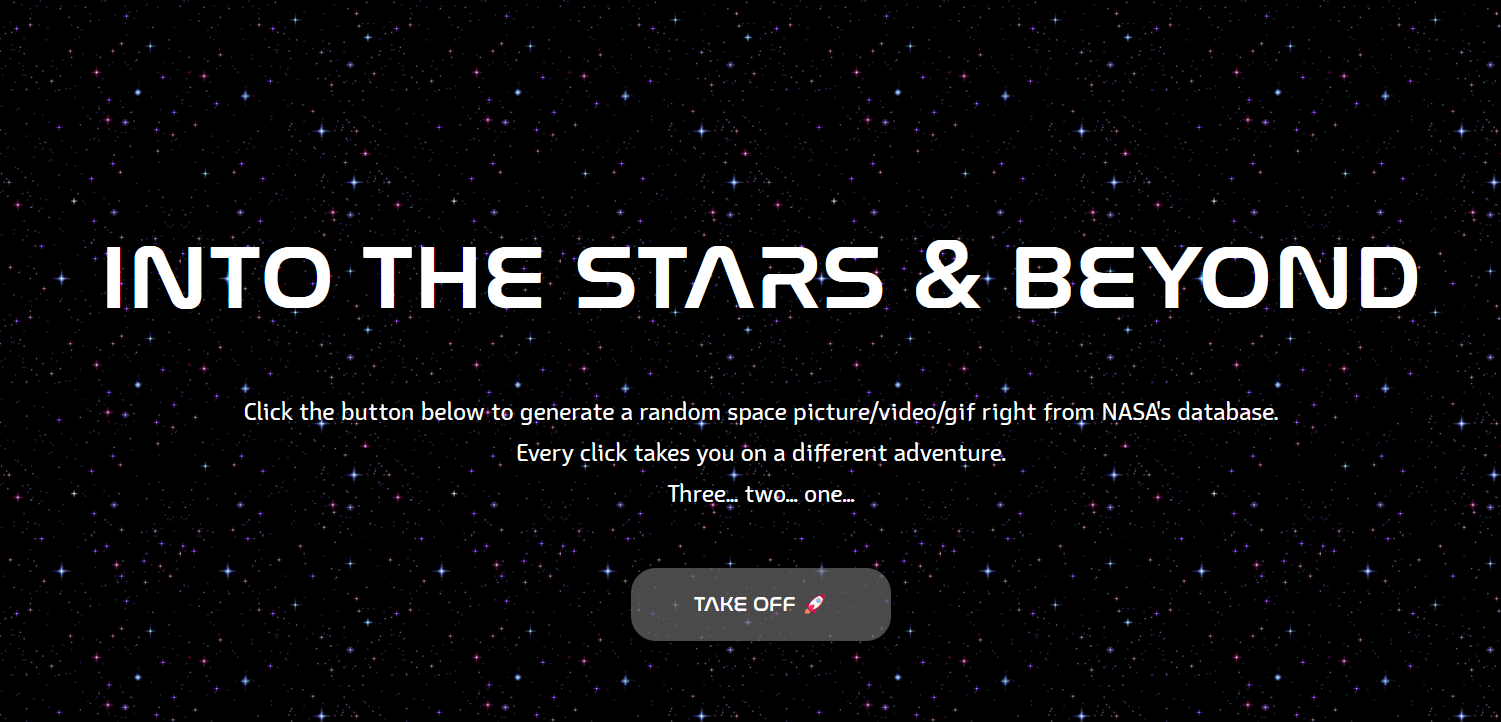 INTO THE STARS & BEYOND
Click the button below to generate a random space picture/video/gif right from NASA's database.
Every click takes you on a different adventure.
Three... two... one...
TAKE OFF 🚀